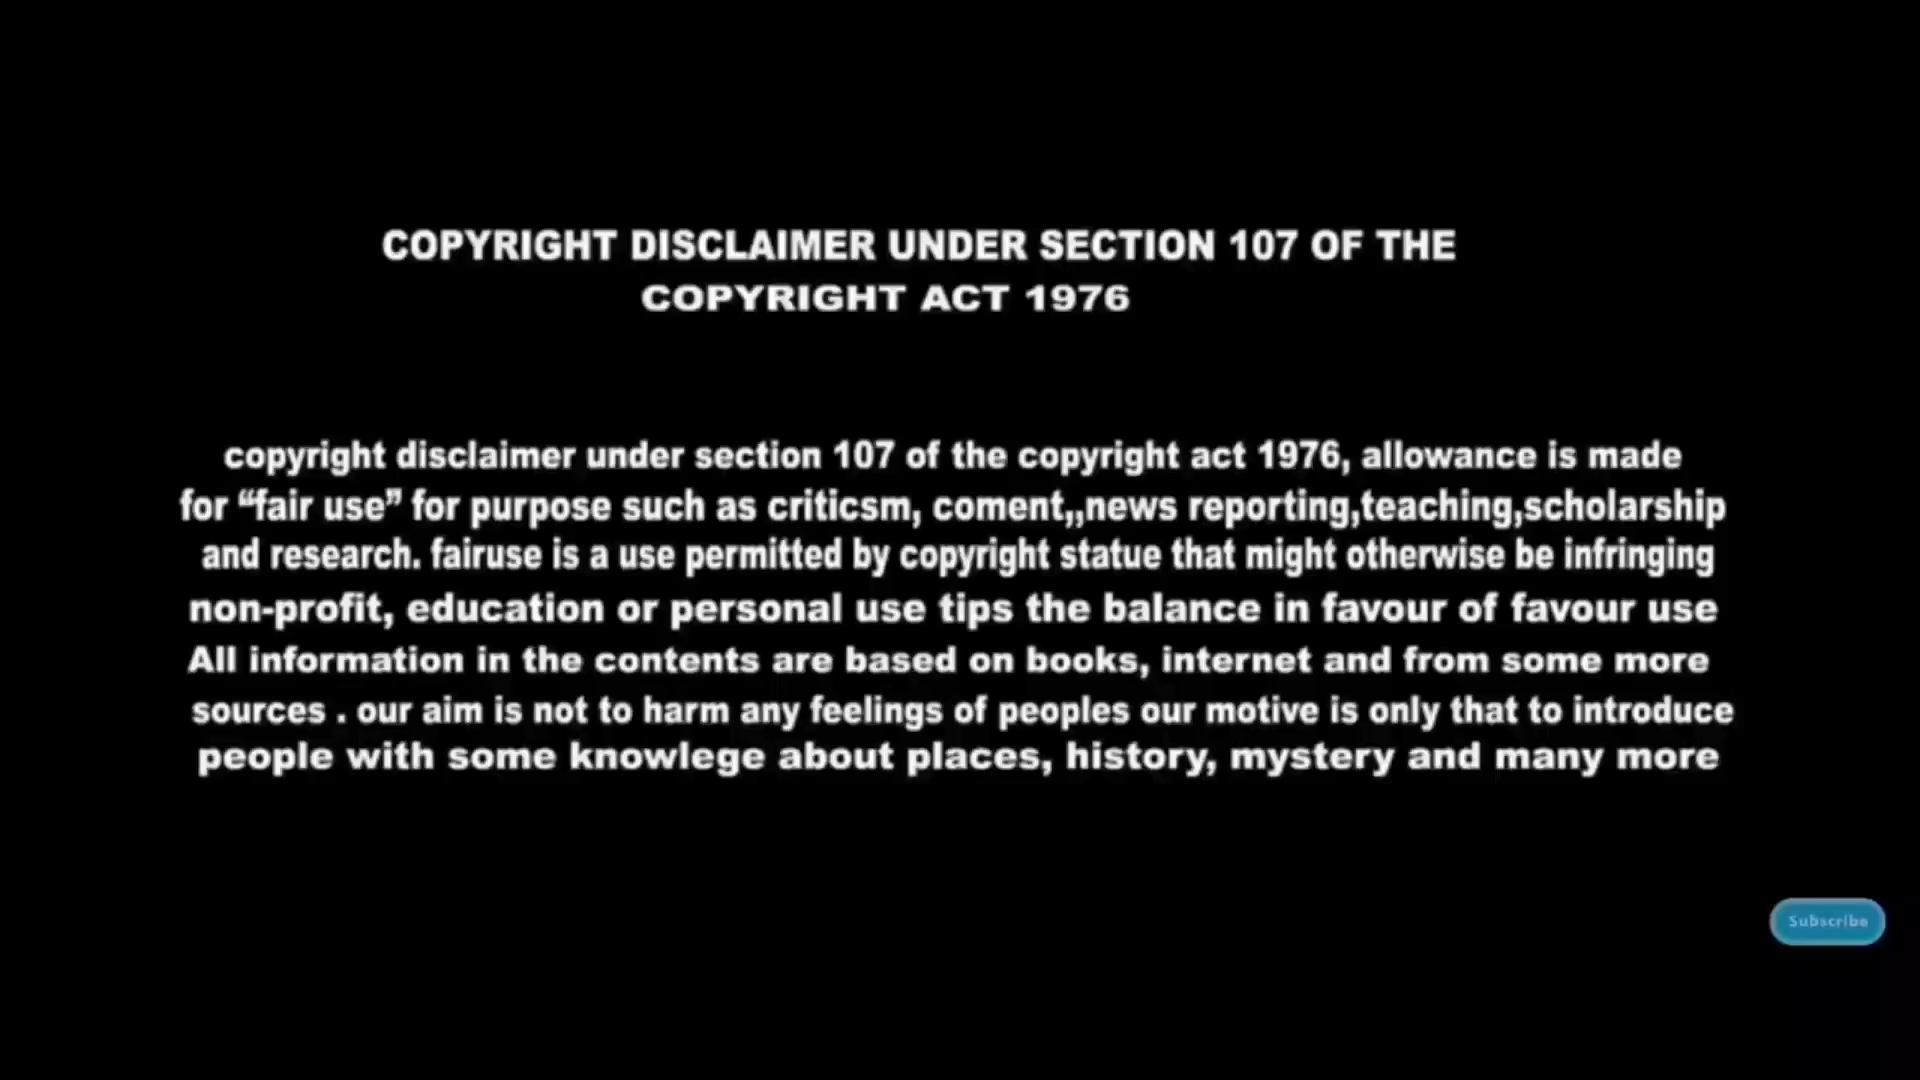 COPYRIGHT DISCLAIMER UNDER SECTION 107 OF THE
COPYRIGHT ACT 1976
copyright disclaimer under section 107 of the copyright act 1976, allowance is made
for “fair use” for purpose such as criticsm, coment,,news reporting,teaching,scholarship
and research. fairuse is a use permitted by copyright statue that might otherwise be infringing
non-profit, education or personal use tips the balance in favour of favour use
All information in the contents are based on books, internet and from some more
sources . our aim is not to harm any feelings of peoples our motive is only that to introduce
people with some knowlege about places, history, mystery and many more
Subscribe